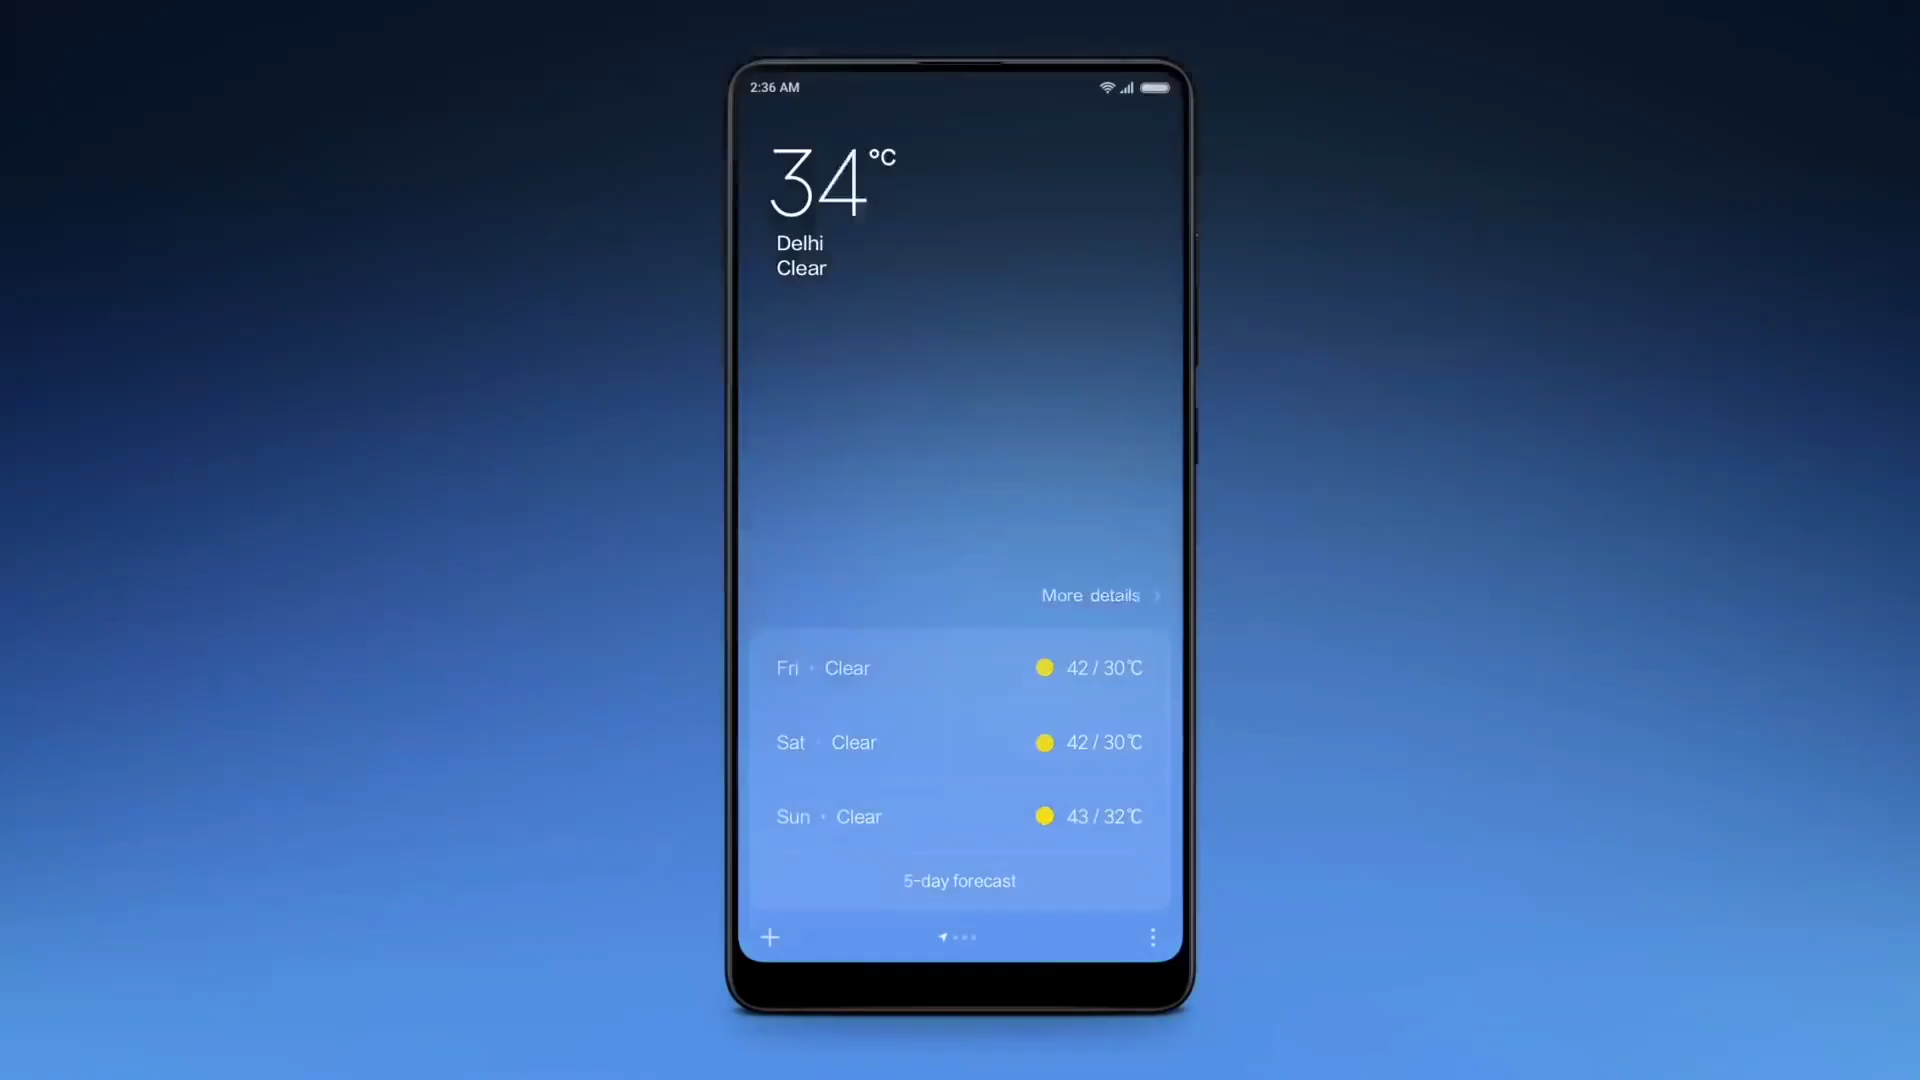 2:36 AM
34°C
Delhi
Clear
More details
Fri • Clear 42 / 30℃
Sat • Clear 42 / 30℃
Sun • Clear 43 / 32℃
5-day forecast